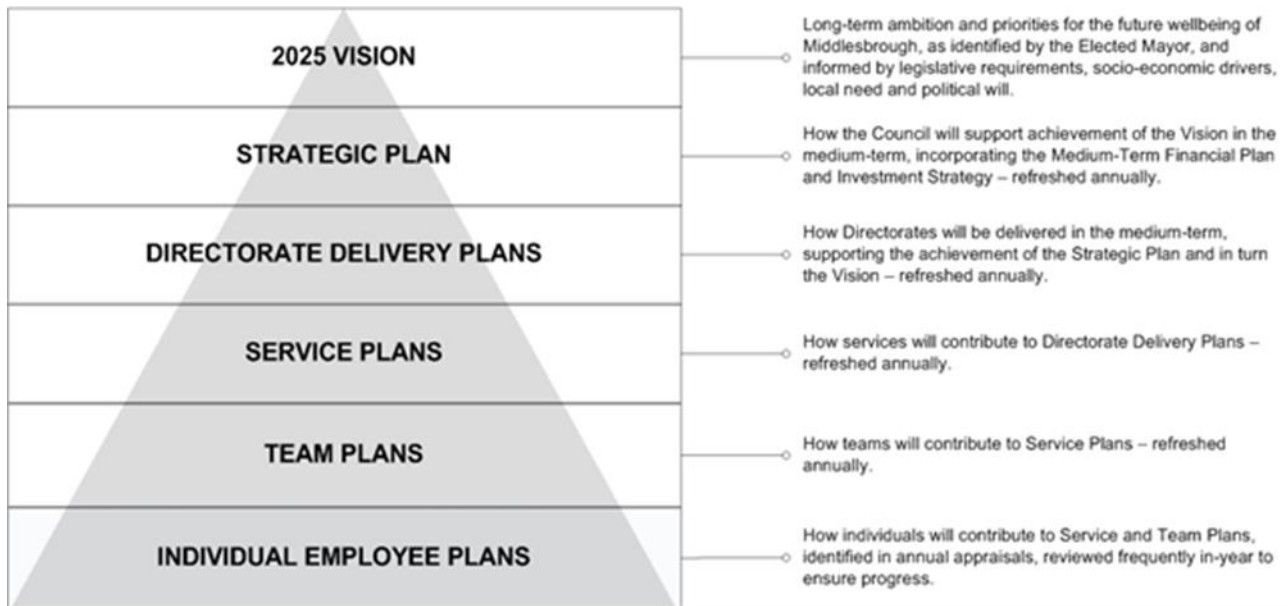 2025 VISION
Long-term ambition and priorities for the future wellbeing of
Middlesbrough, as identified by the Elected Mayor, and
informed by legislative requirements, socio-economic drivers,
local need and political will.
STRATEGIC PLAN
How the Council will support achievement of the Vision in the
medium-term, incorporating the Medium-Term Financial Plan
and Investment Strategy – refreshed annually.
DIRECTORATE DELIVERY PLANS
How Directorates will be delivered in the medium-term,
supporting the achievement of the Strategic Plan and in turn
the Vision – refreshed annually.
SERVICE PLANS
How services will contribute to Directorate Delivery Plans –
refreshed annually.
TEAM PLANS
How teams will contribute to Service Plans – refreshed
annually.
INDIVIDUAL EMPLOYEE PLANS
How individuals will contribute to Service and Team Plans,
identified in annual appraisals, reviewed frequently in-year to
ensure progress.